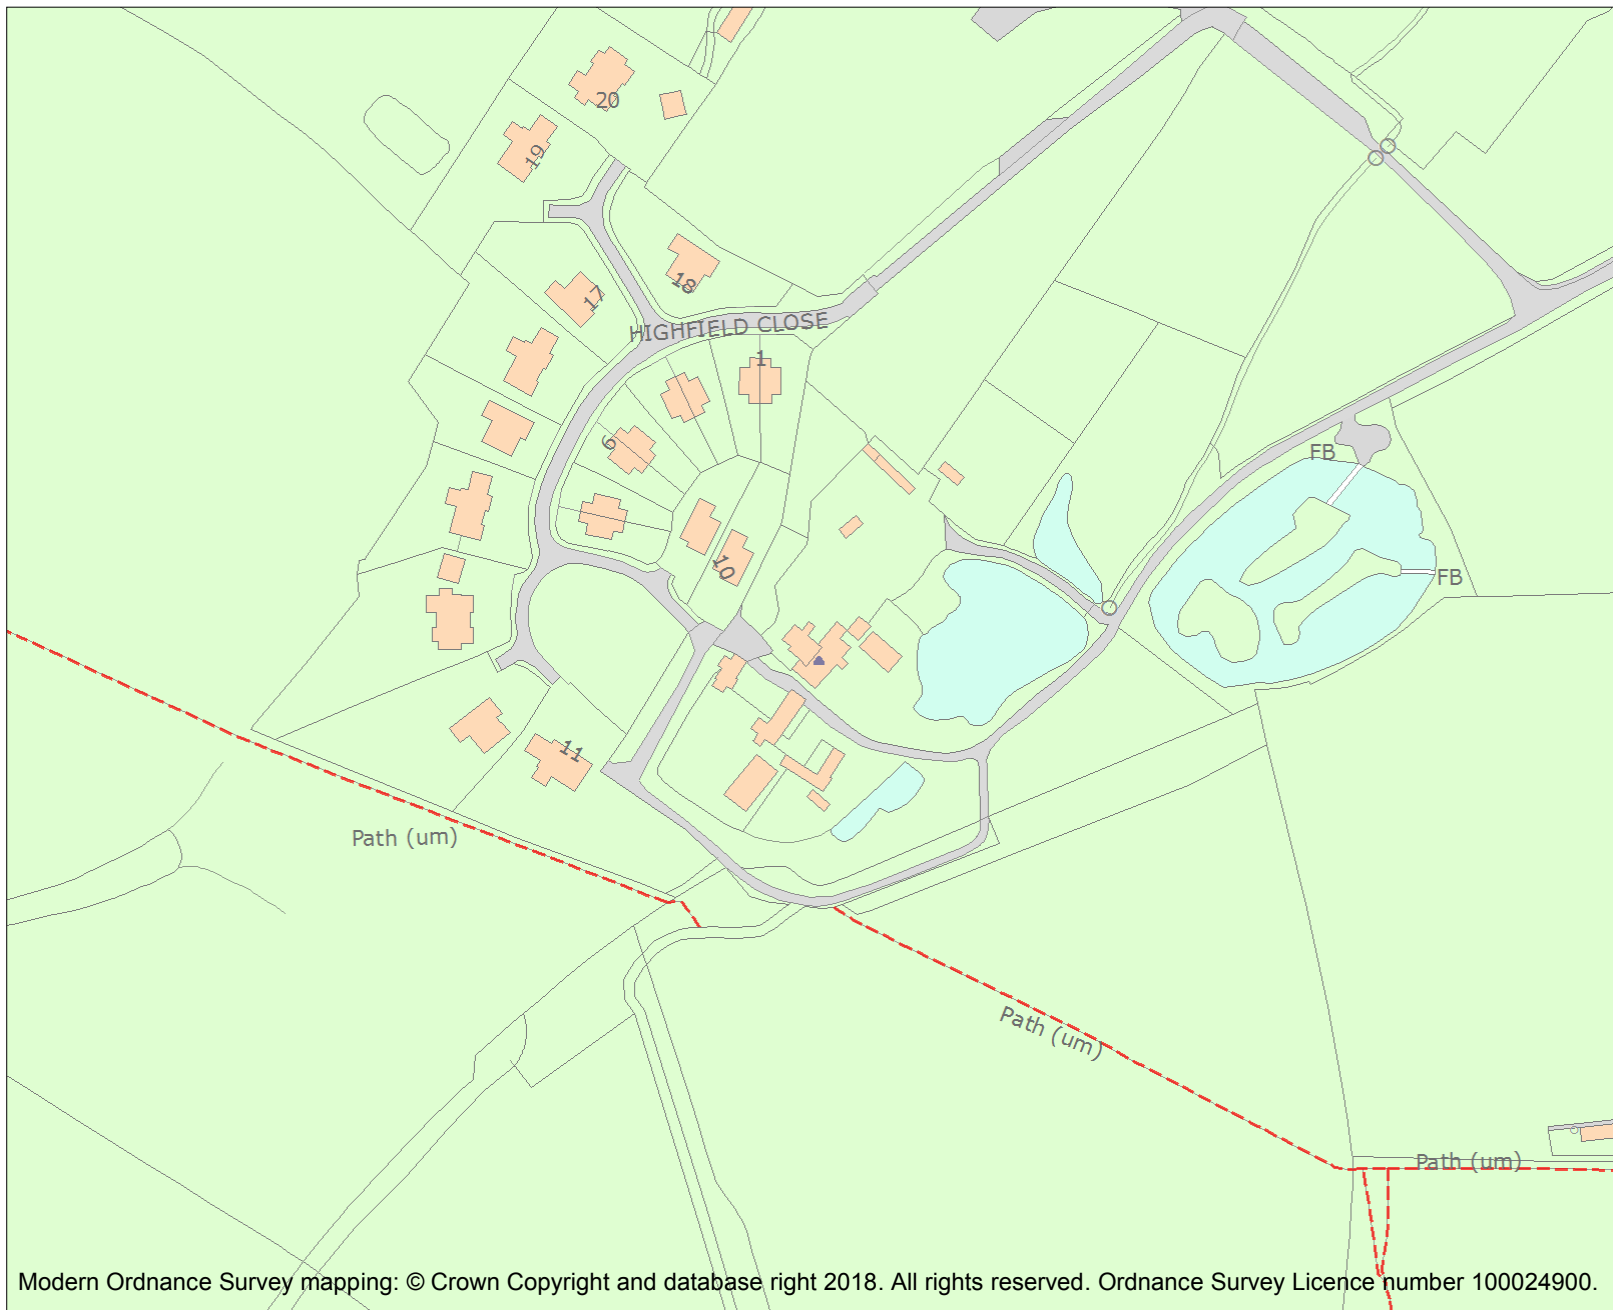 20
19
18
17
HIGHFIELD CLOSE
1
6
FB
10
FB
11
Path (um)
Path (um)
Path (um)
Modern Ordnance Survey mapping: © Crown Copyright and database right 2018. All rights reserved. Ordnance Survey Licence number 100024900.